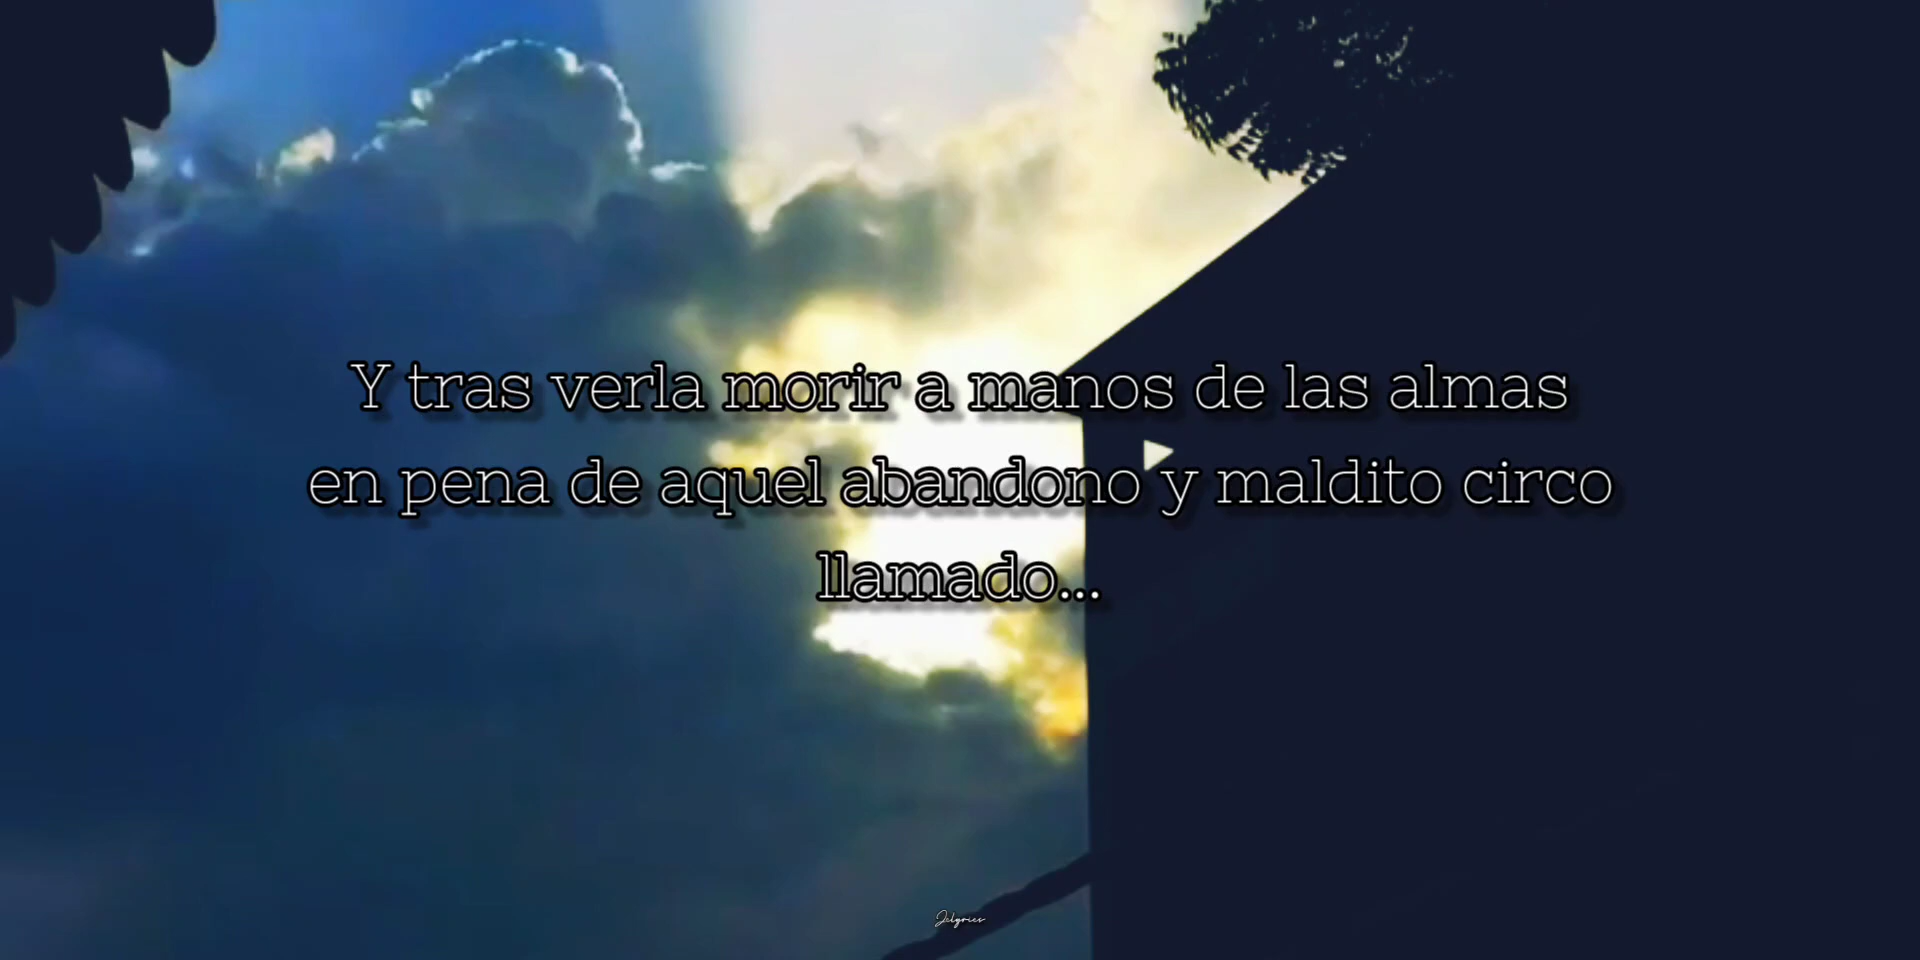 Y tras verla morir a manos de las almas
en pena de aquel abandono y maldito circo
llamado...